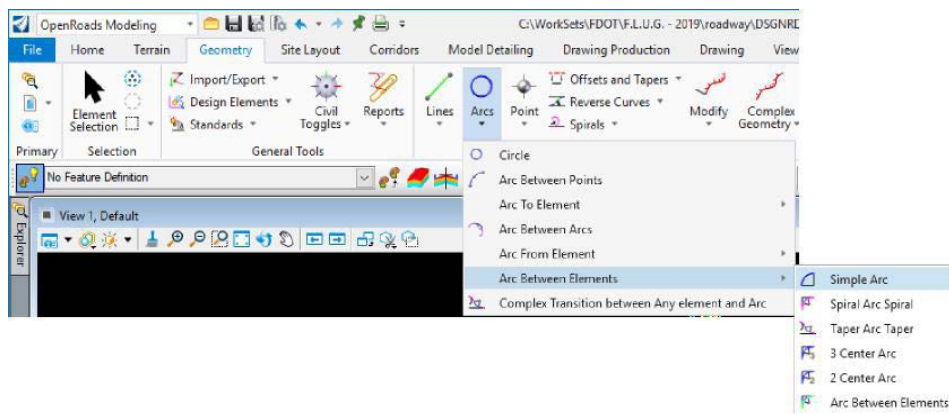 OpenRoads Modeling C:\WorkSets\FDOT\F.L.U.G. - 2019\roadway\DSGNRD
File Home Terrain Geometry Site Layout Corridors Model Detailing Drawing Production Drawing View
Import/Export Offsets and Tapers
Design Elements Reverse Curves
Standards Spirals
Element Selection
Civil Toggles
Reports
Lines
Arcs
Point
Modify
Complex Geometry
Primary Selection General Tools
No Feature Definition
Explorer
View 1, Default
Circle
Arc Between Points
Arc To Element
Arc Between Arcs
Arc From Element
Arc Between Elements
Complex Transition between Any element and Arc
Simple Arc
Spiral Arc Spiral
Taper Arc Taper
3 Center Arc
2 Center Arc
Arc Between Elements